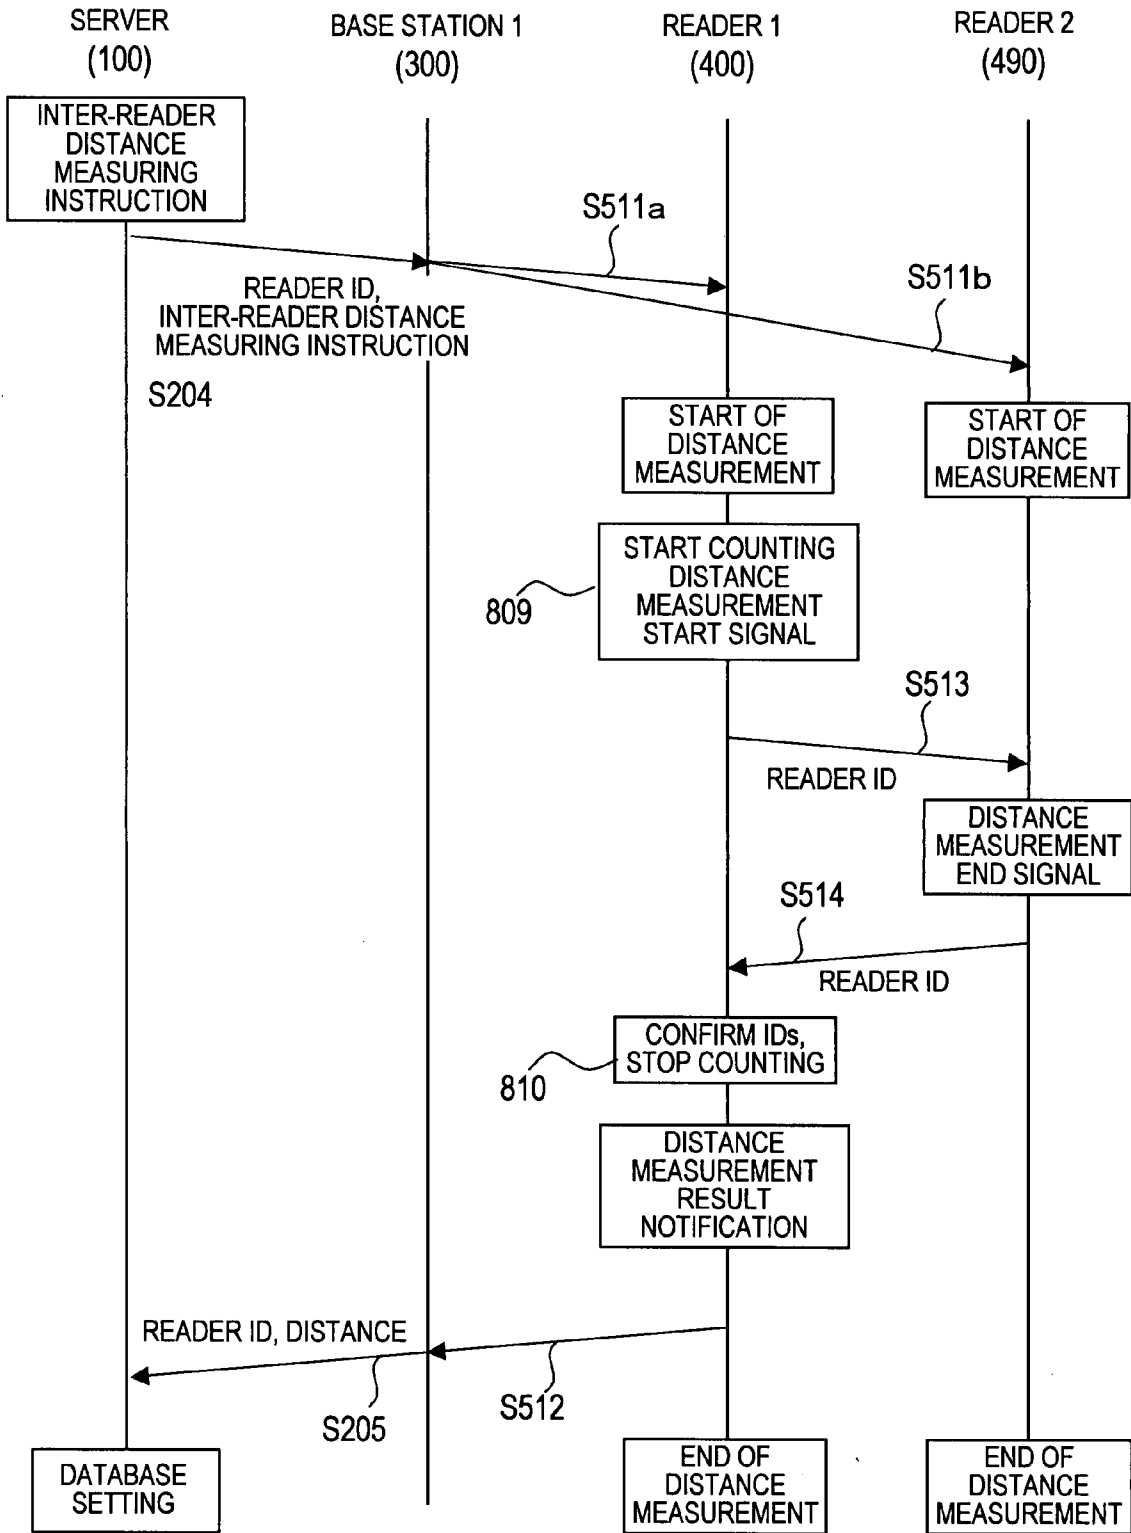 SERVER
(100)
BASE STATION 1
(300)
READER 1
(400)
READER 2
(490)
INTER-READER
DISTANCE
MEASURING
INSTRUCTION
S511a
S511b
READER ID,
INTER-READER DISTANCE
MEASURING INSTRUCTION
S204
START OF
DISTANCE
MEASUREMENT
START OF
DISTANCE
MEASUREMENT
START COUNTING
DISTANCE
MEASUREMENT
START SIGNAL
809
S513
READER ID
DISTANCE
MEASUREMENT
END SIGNAL
S514
READER ID
CONFIRM IDs,
STOP COUNTING
810
DISTANCE
MEASUREMENT
RESULT
NOTIFICATION
READER ID, DISTANCE
S205
S512
DATABASE
SETTING
END OF
DISTANCE
MEASUREMENT
END OF
DISTANCE
MEASUREMENT